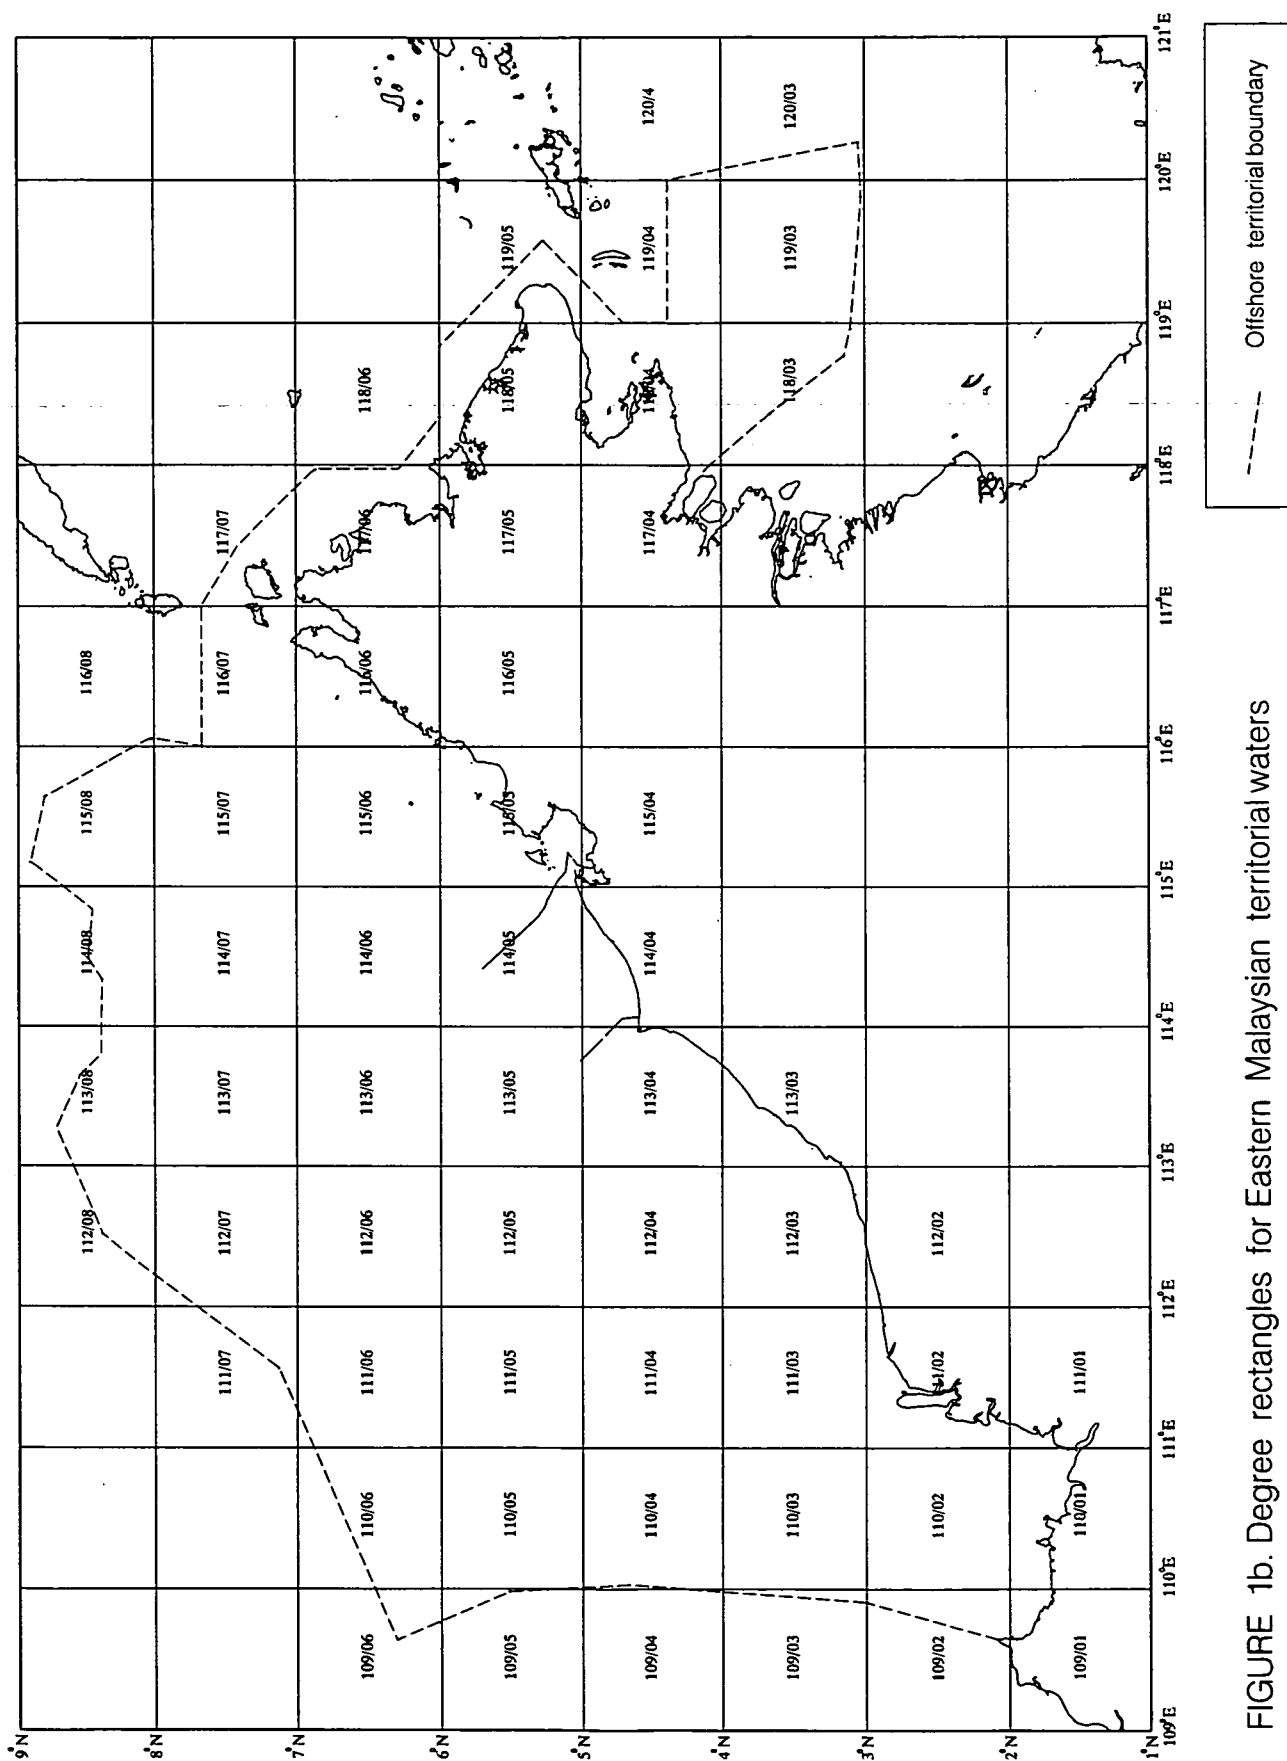 9°N
112/08 113/08 114/08 115/08 116/08
8°N
111/07 112/07 113/07 114/07 115/07 116/07 117/07
7°N
109/06 110/06 111/06 112/06 113/06 114/06 115/06 116/06 117/06 118/06
6°N
109/05 110/05 111/05 112/05 113/05 114/05 115/05 116/05 117/05 118/05 119/05
5°N
109/04 110/04 111/04 112/04 113/04 114/04 115/04 117/04 118/04 119/04 120/4
4°N
109/03 110/03 111/03 112/03 113/03 118/03 119/03 120/03
3°N
109/02 110/02 111/02 112/02
2°N
109/01 110/01 111/01
1°N
109°E 110°E 111°E 112°E 113°E 114°E 115°E 116°E 117°E 118°E 119°E 120°E 121°E
Offshore territorial boundary
FIGURE 1b. Degree rectangles for Eastern Malaysian territorial waters